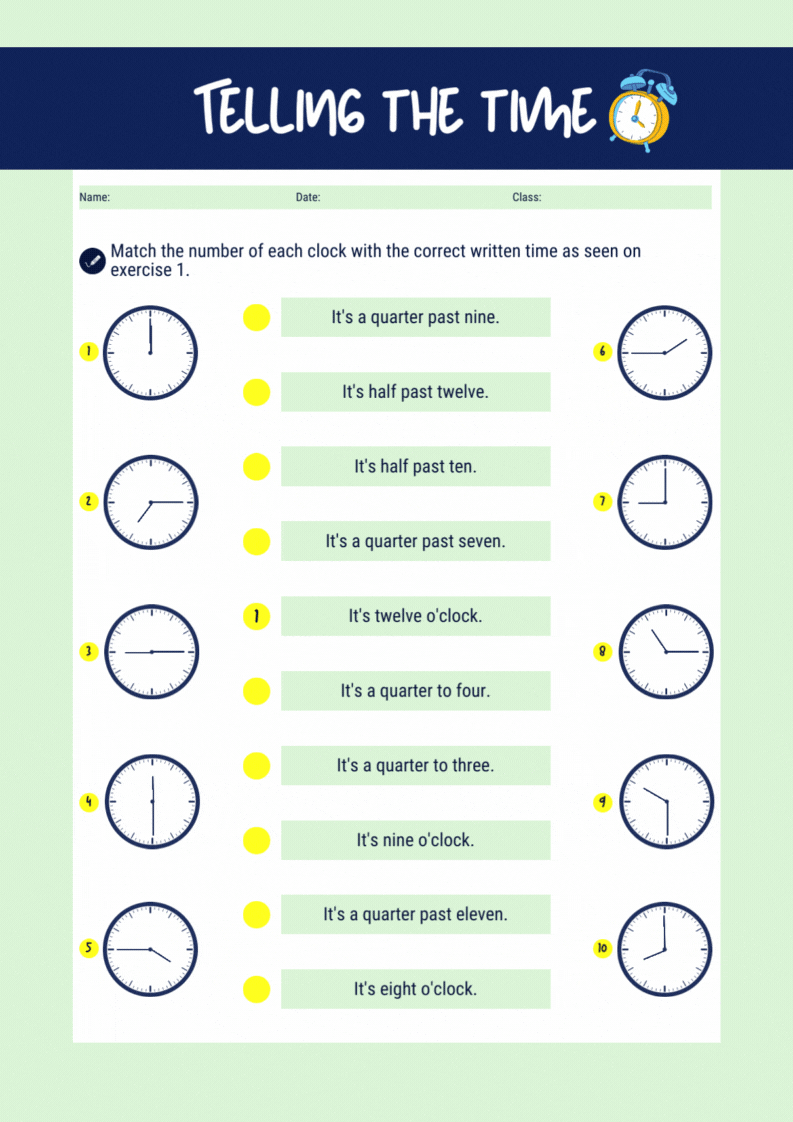 TELLING THE TIME
Name: Date: Class:
Match the number of each clock with the correct written time as seen on
exercise 1.
1
It's a quarter past nine.
6
It's half past twelve.
2
It's half past ten.
7
It's a quarter past seven.
3
1 It's twelve o'clock.
8
It's a quarter to four.
4
It's a quarter to three.
9
It's nine o'clock.
5
It's a quarter past eleven.
10
It's eight o'clock.